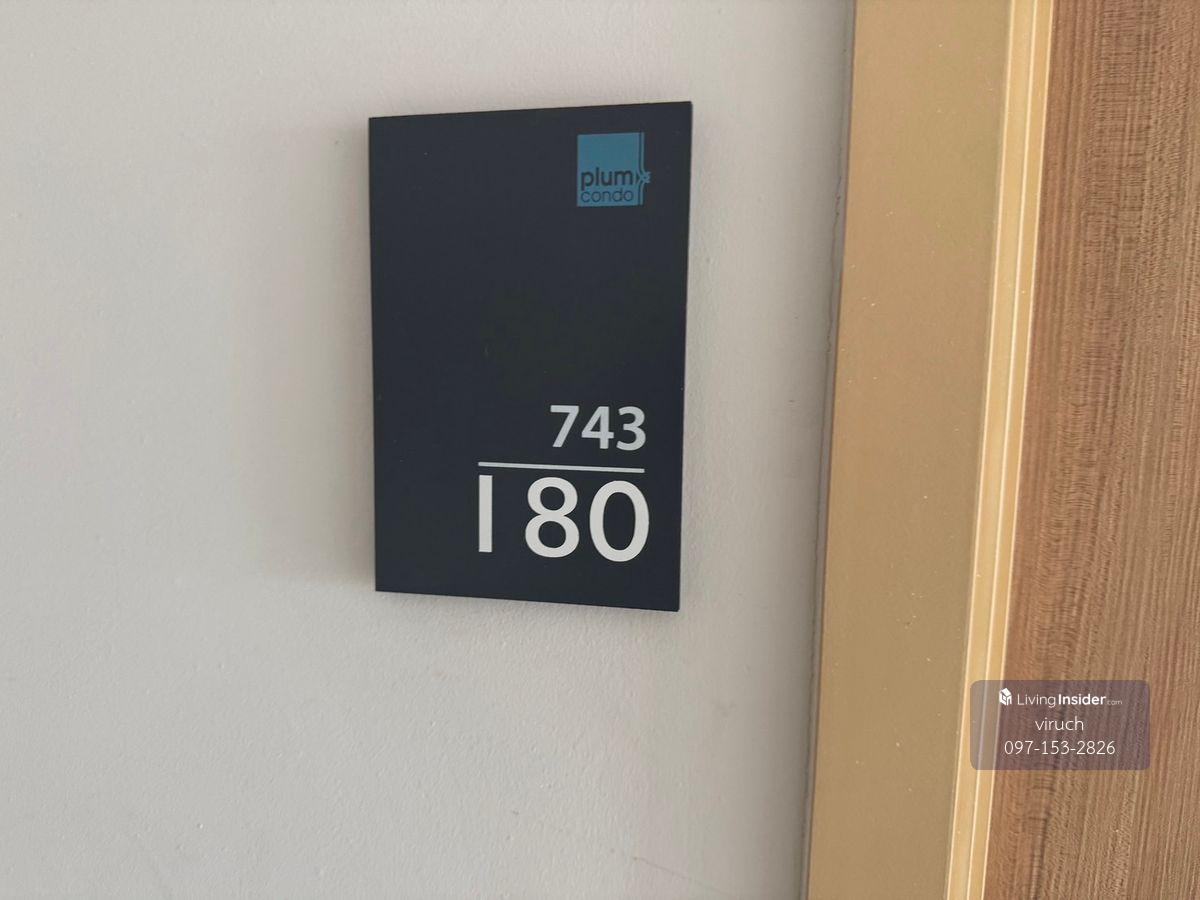 plum
condo
743
180
LivingInsider.com
viruch
097-153-2826